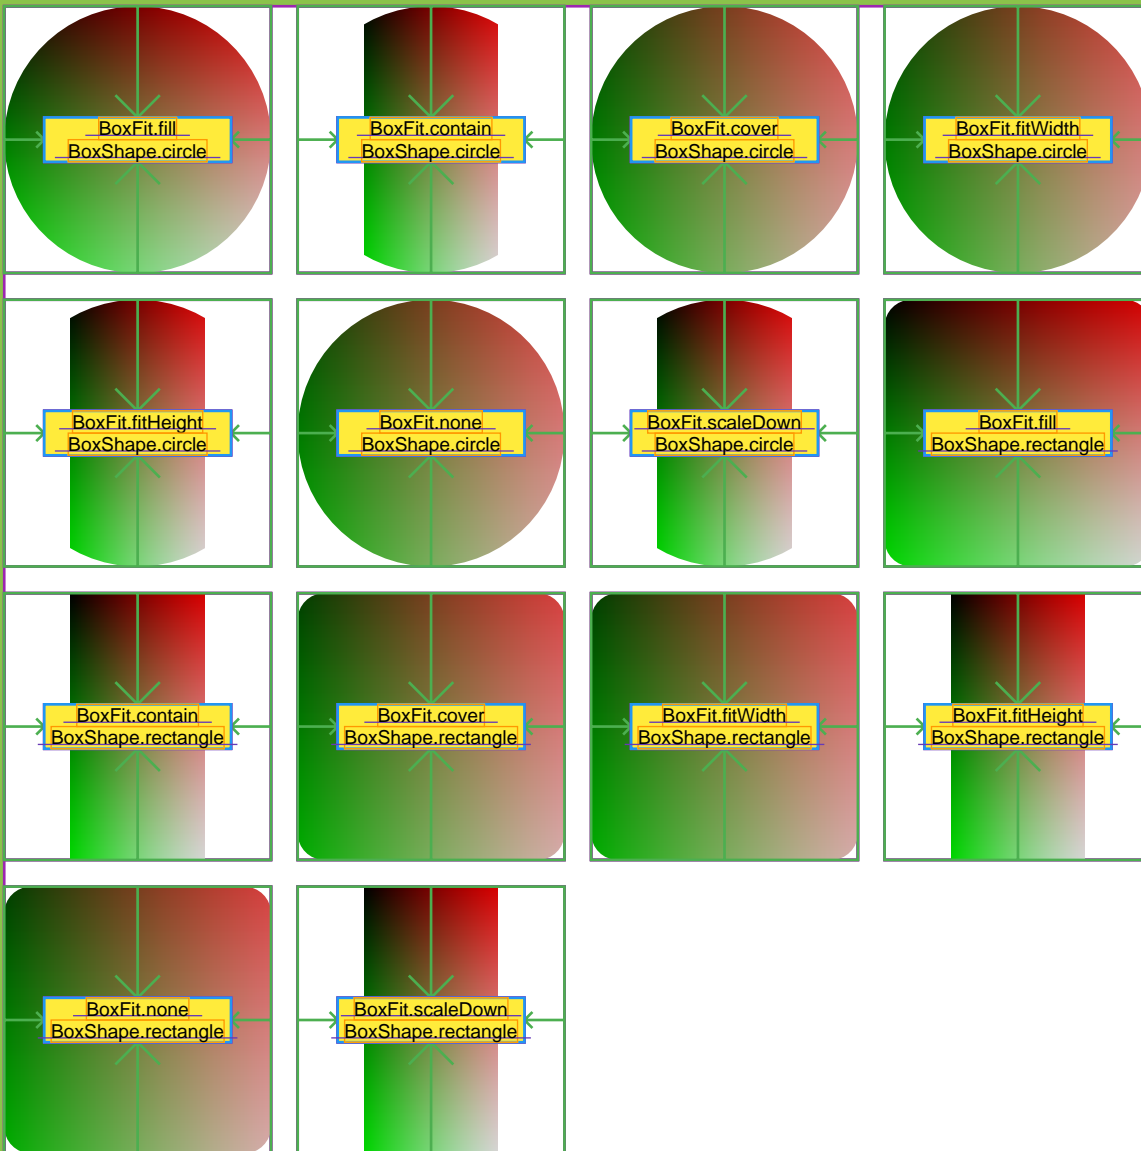 BoxFit.fill
BoxShape.circle
BoxFit.contain
BoxShape.circle
BoxFit.cover
BoxShape.circle
BoxFit.fitWidth
BoxShape.circle
BoxFit.fitHeight
BoxShape.circle
BoxFit.none
BoxShape.circle
BoxFit.scaleDown
BoxShape.circle
BoxFit.fill
BoxShape.rectangle
BoxFit.contain
BoxShape.rectangle
BoxFit.cover
BoxShape.rectangle
BoxFit.fitWidth
BoxShape.rectangle
BoxFit.fitHeight
BoxShape.rectangle
BoxFit.none
BoxShape.rectangle
BoxFit.scaleDown
BoxShape.rectangle